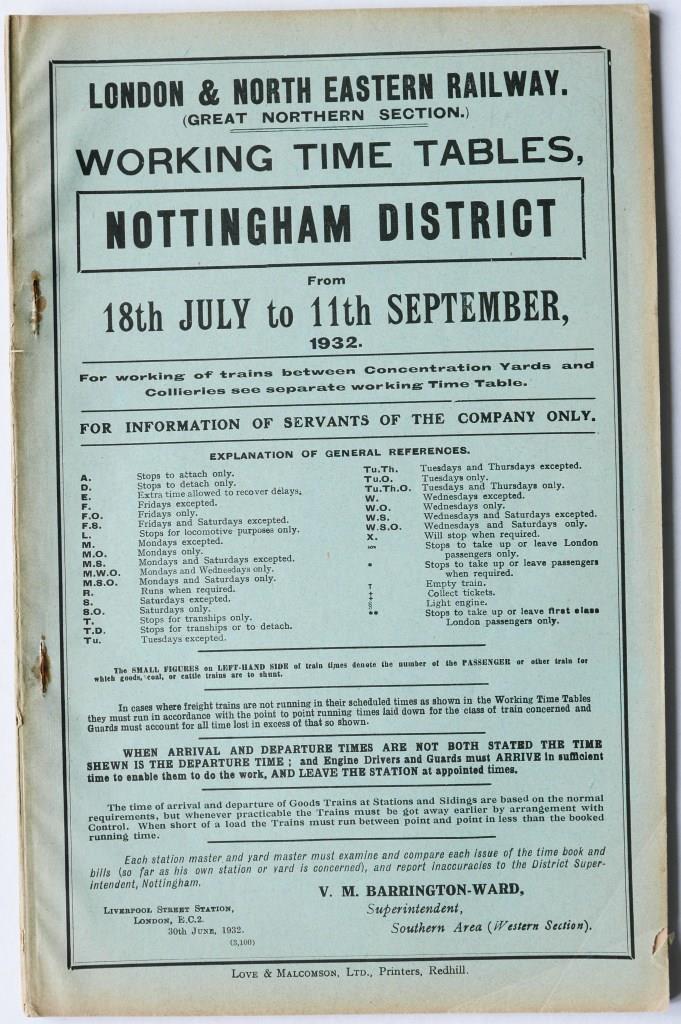 LONDON & NORTH EASTERN RAILWAY.
(GREAT NORTHERN SECTION.)
WORKING TIME TABLES,
NOTTINGHAM DISTRICT
From
18th JULY to 11th SEPTEMBER,
1932.
For working of trains between Concentration Yards and
Collieries see separate working Time Table.
FOR INFORMATION OF SERVANTS OF THE COMPANY ONLY.
EXPLANATION OF GENERAL REFERENCES.
A. Stops to attach only.
D. Stops to detach only.
E. Extra time allowed to recover delays.
F. Fridays excepted.
F.O. Fridays only.
F.S. Fridays and Saturdays excepted.
L. Stops for locomotive purposes only.
M. Mondays excepted.
M.O. Mondays only.
M.S. Mondays and Saturdays excepted.
M.W.O. Mondays and Wednesdays only.
M.S.O. Mondays and Saturdays only.
R. Runs when required.
S. Saturdays excepted.
S.O. Saturdays only.
T. Stops for tranships only.
T.D. Stops for tranships or to detach.
Tu. Tuesdays excepted.
Tu.Th. Tuesdays and Thursdays excepted.
Tu.O. Tuesdays only.
Tu.Th.O. Tuesdays and Thursdays only.
W. Wednesdays excepted.
W.O. Wednesdays only.
W.S. Wednesdays and Saturdays excepted.
W.S.O. Wednesdays and Saturdays only.
X. Will stop when required.
Stops to take up or leave London
passengers only.
* Stops to take up or leave passengers
when required.
† Empty train.
‡ Collect tickets.
§ Light engine.
** Stops to take up or leave first class
London passengers only.
The SMALL FIGURES on LEFT-HAND SIDE of train times denote the number of the PASSENGER or other train for
which goods, coal, or cattle trains are to shunt.
In cases where freight trains are not running in their scheduled times as shown in the Working Time Tables
they must run in accordance with the point to point running times laid down for the class of train concerned and
Guards must account for all time lost in excess of that so shown.
WHEN ARRIVAL AND DEPARTURE TIMES ARE NOT BOTH STATED THE TIME
SHEWN IS THE DEPARTURE TIME ; and Engine Drivers and Guards must ARRIVE in sufficient
time to enable them to do the work, AND LEAVE THE STATION at appointed times.
The time of arrival and departure of Goods Trains at Stations and Sidings are based on the normal
requirements, but whenever practicable the Trains must be got away earlier by arrangement with
Control. When short of a load the Trains must run between point and point in less than the booked
running time.
Each station master and yard master must examine and compare each issue of the time book and
bills (so far as his own station or yard is concerned), and report inaccuracies to the District Super-
intendent, Nottingham.
V. M. BARRINGTON-WARD,
Superintendent,
Southern Area (Western Section).
LIVERPOOL STREET STATION,
LONDON, E.C.2.
30th JUNE, 1932.
(3,100)
LOVE & MALCOMSON, LTD., Printers, Redhill.